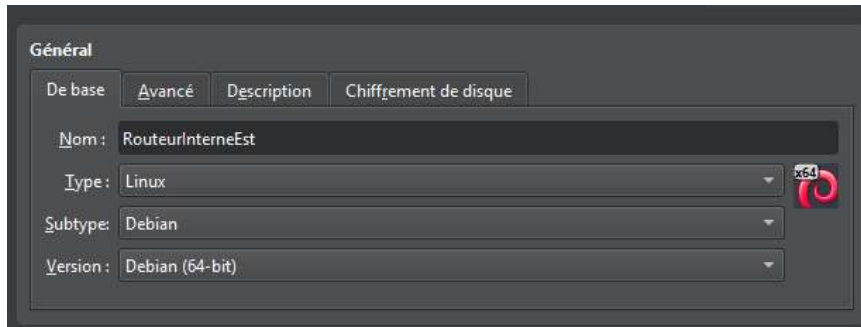 Général
De base Avancé Description Chiffrement de disque
Nom : RouteurInterneEst
Type : Linux
x64
Subtype: Debian
Version : Debian (64-bit)